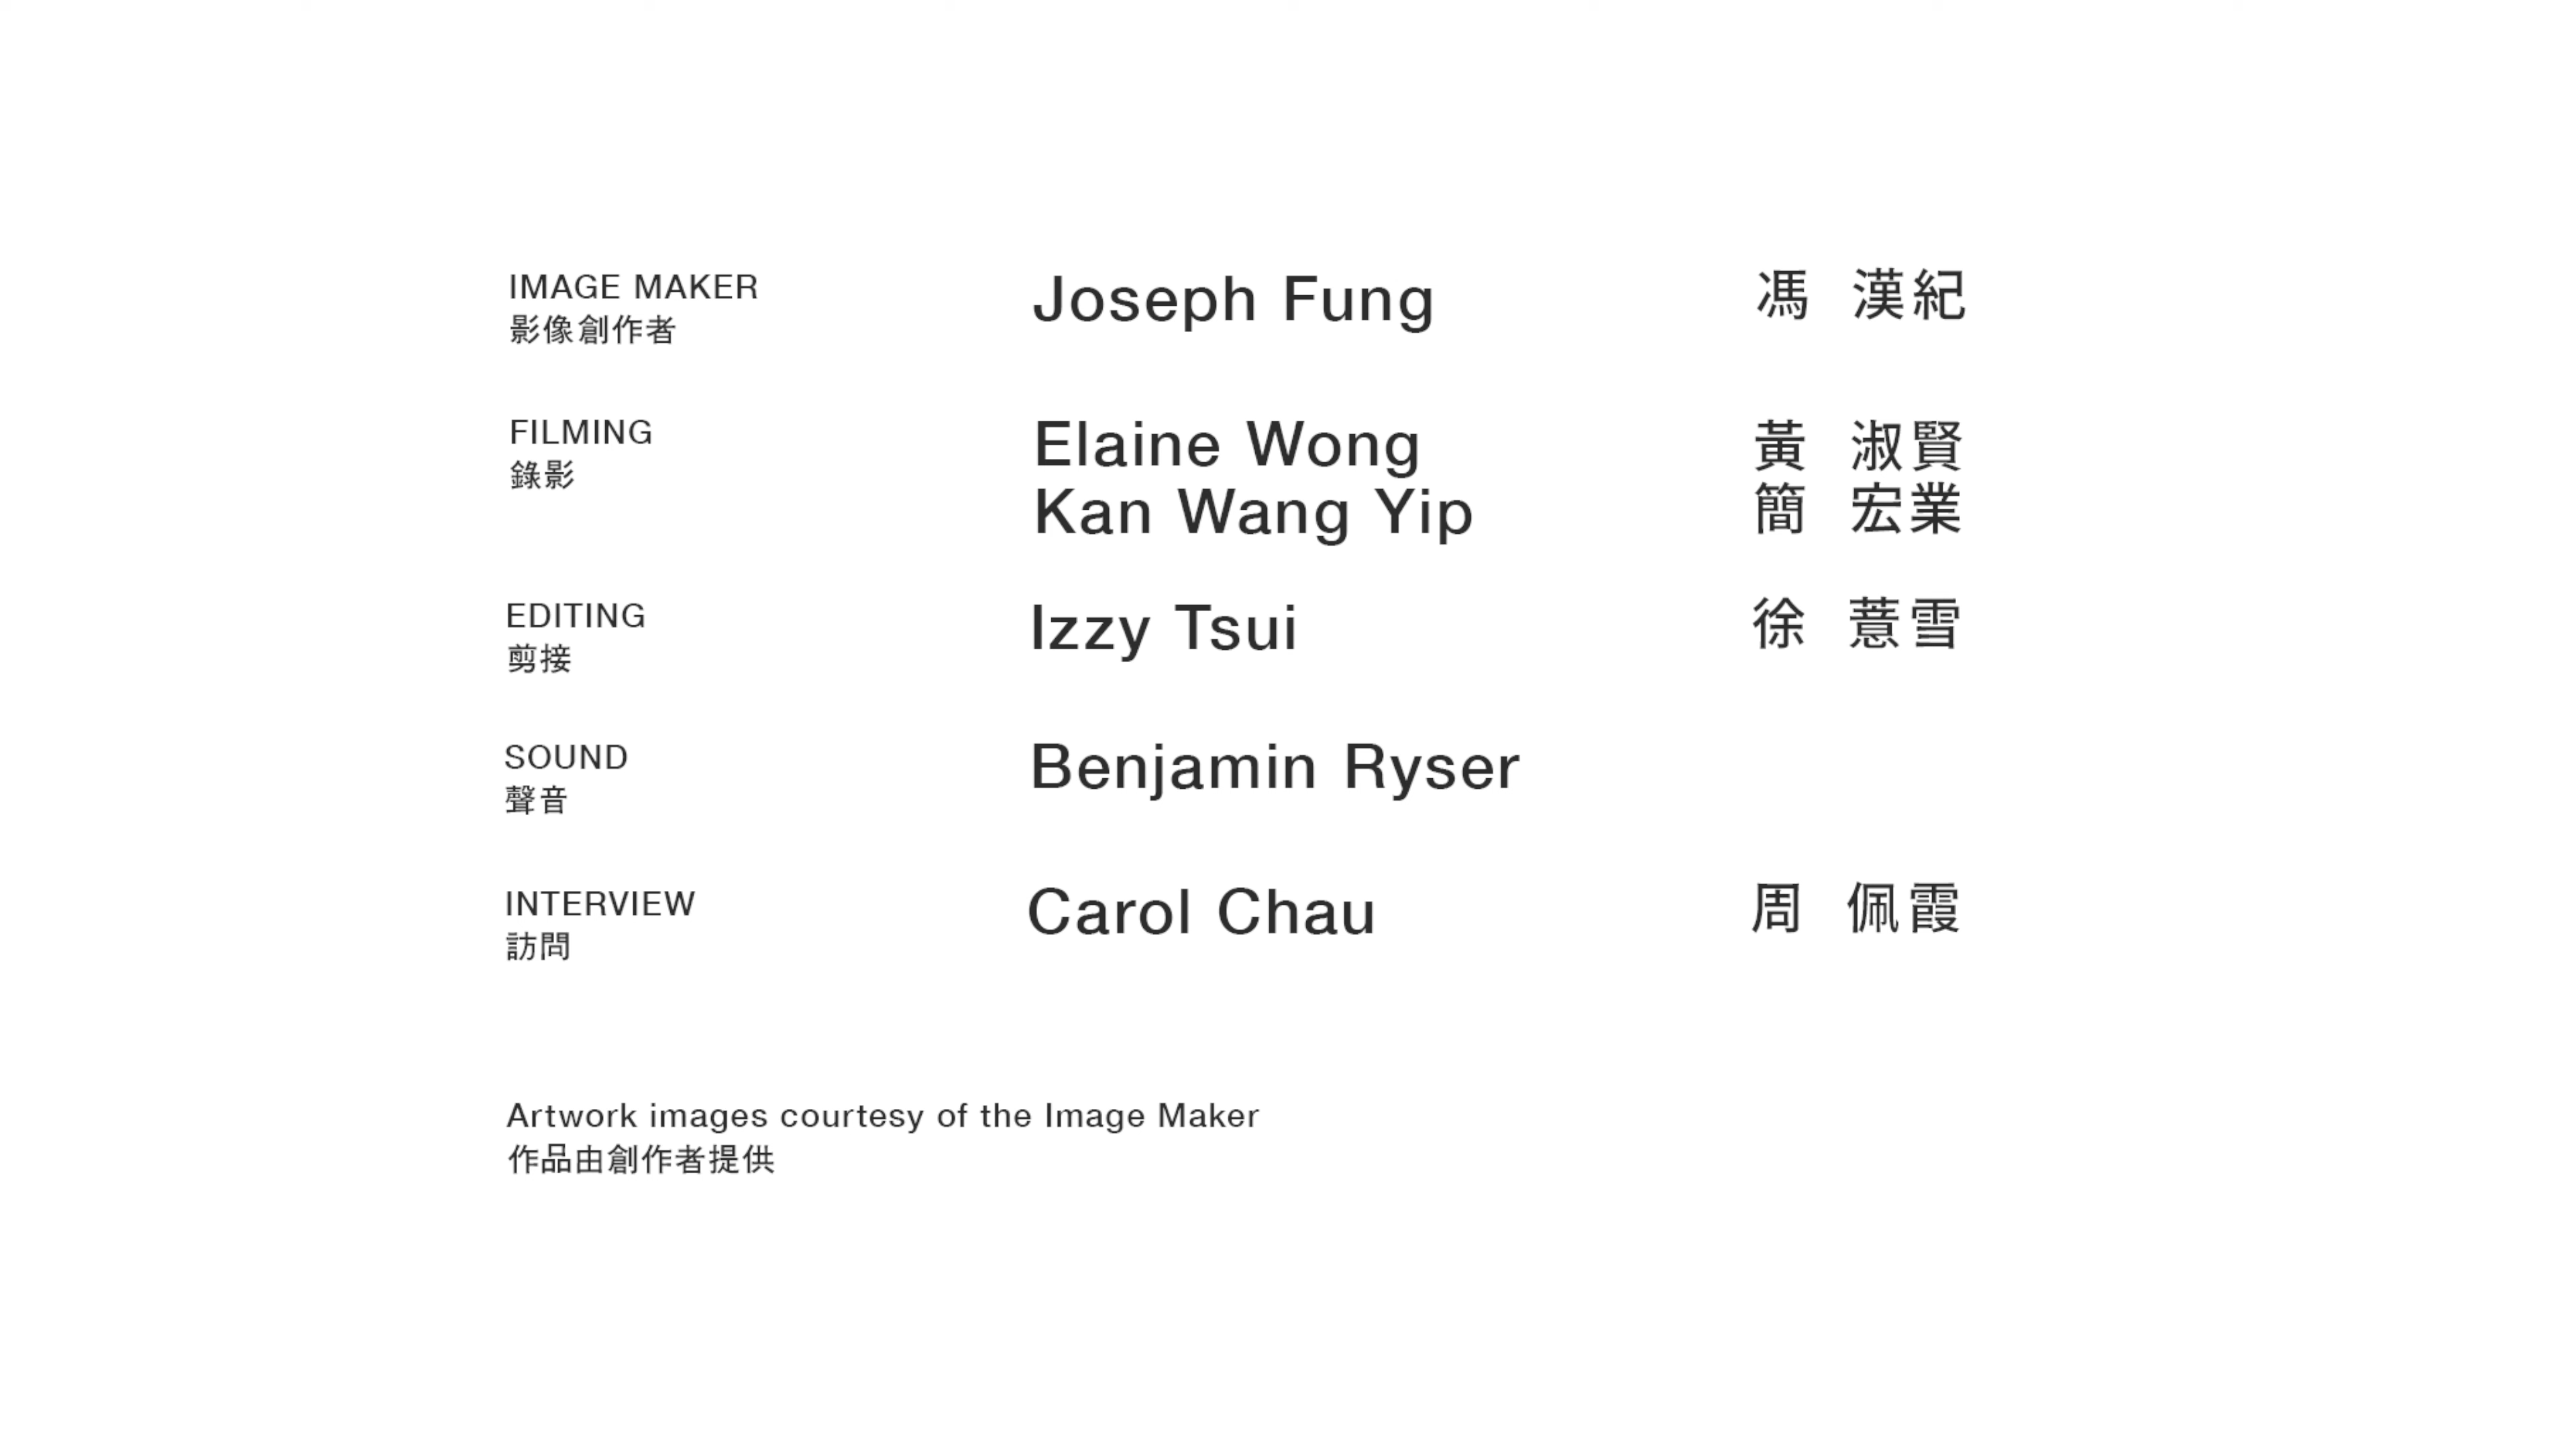 IMAGE MAKER Joseph Fung 馮 漢紀
影像創作者
FILMING Elaine Wong 黃 淑賢
錄影
Kan Wang Yip 簡 宏業
EDITING Izzy Tsui 徐 薏雪
剪接
SOUND Benjamin Ryser
聲音
INTERVIEW Carol Chau 周 佩霞
訪問
Artwork images courtesy of the Image Maker
作品由創作者提供